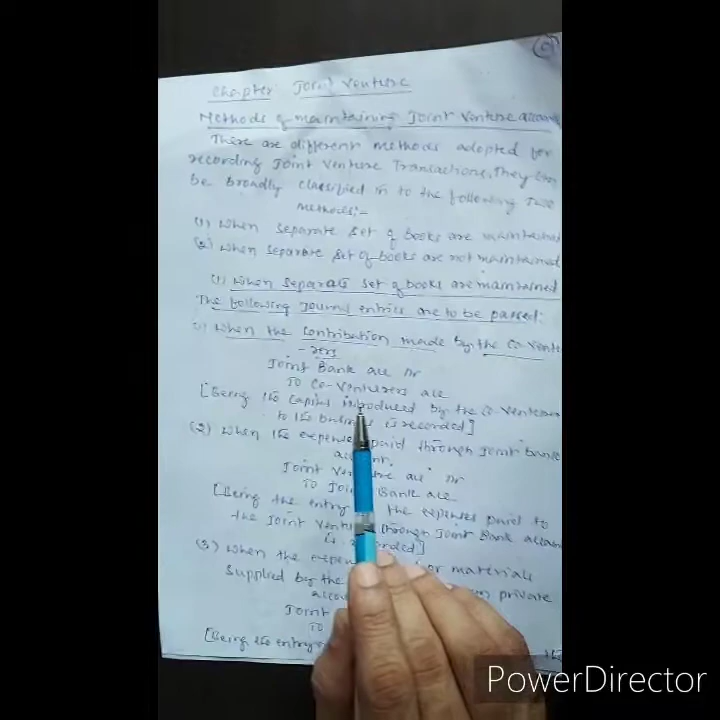 Chapter: Joint Venture
Methods of maintaining Joint Venture account
There are different methods adopted for
recording Joint Venture Transactions, They can
be broadly classified in to the following Two
Methods:-
(1) When separate set of books are maintained
(2) When separate set of books are not maintained
(1) When separate set of books are maintained
The following Journal entries are to be passed:
1) When the contribution made by the co-ventu
-rers
Joint Bank a/c Dr
To Co-venturers a/c
[Being the capital introduced by the co-venturers
to the business is recorded]
(2) When the expenses paid through Joint bank
account.
Joint Venture a/c Dr
To Joint Bank a/c
[Being the entry the expenses paid to
the Joint Venture through Joint Bank account
is recorded]
(3) When the expenses or materials
supplied by the private
accou
Joint
To
[Being the entry
PowerDirector